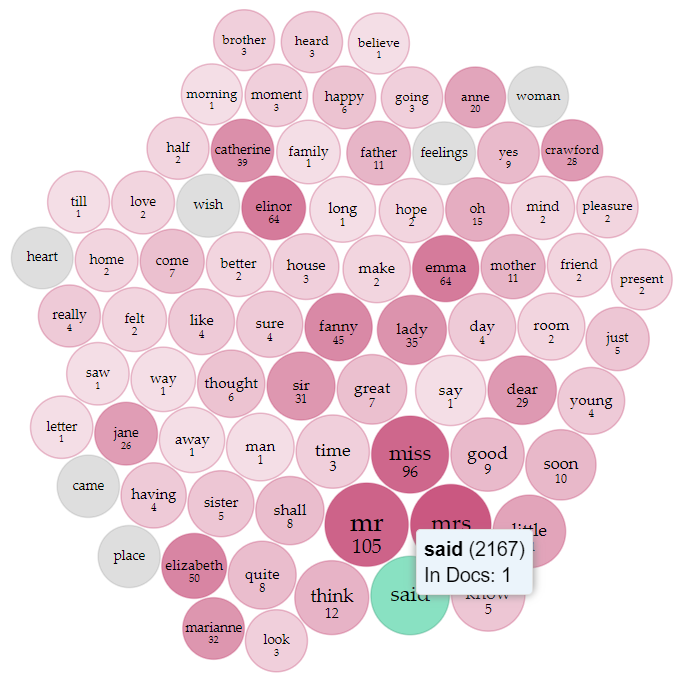 brother
3
heard
3
believe
1
morning
1
moment
3
happy
6
going
3
anne
20
woman
half
2
catherine
39
family
1
father
11
feelings
yes
9
crawford
28
till
1
love
2
wish
elinor
64
long
1
hope
2
oh
15
mind
2
pleasure
2
heart
home
2
come
7
better
2
house
3
make
2
emma
64
mother
11
friend
2
present
2
really
4
felt
2
like
4
sure
4
fanny
45
lady
35
day
4
room
2
just
5
saw
1
way
1
thought
6
sir
31
great
7
say
1
dear
29
young
4
letter
1
jane
26
away
1
man
1
time
3
miss
96
good
9
soon
10
came
having
4
sister
5
shall
8
mr
105
mrs
little
said (2167)
In Docs: 1
place
elizabeth
50
quite
8
think
12
said
know
5
marianne
32
look
3